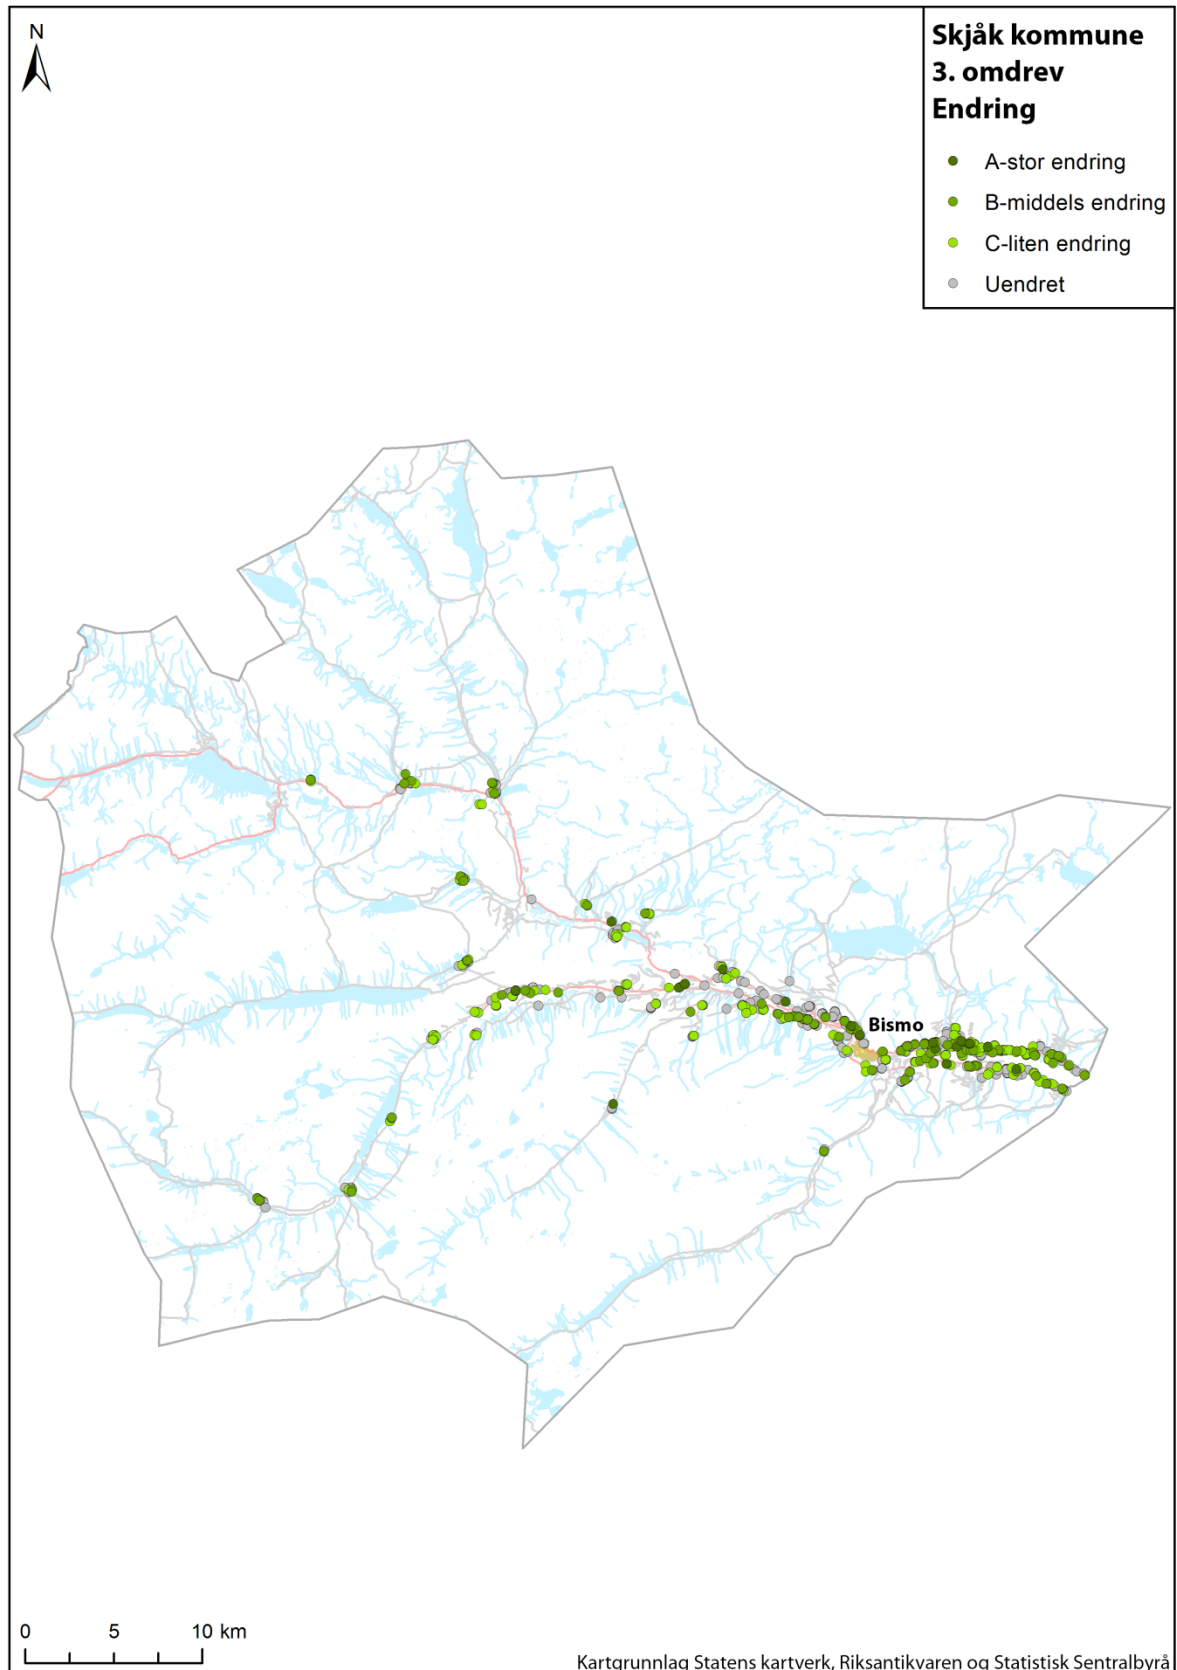 N
Skjåk kommune
3. omdrev
Endring
A-stor endring
B-middels endring
C-liten endring
Uendret
Bismo
0 5 10 km
Kartgrunnlag Statens kartverk, Riksantikvaren og Statistisk Sentralbyrå